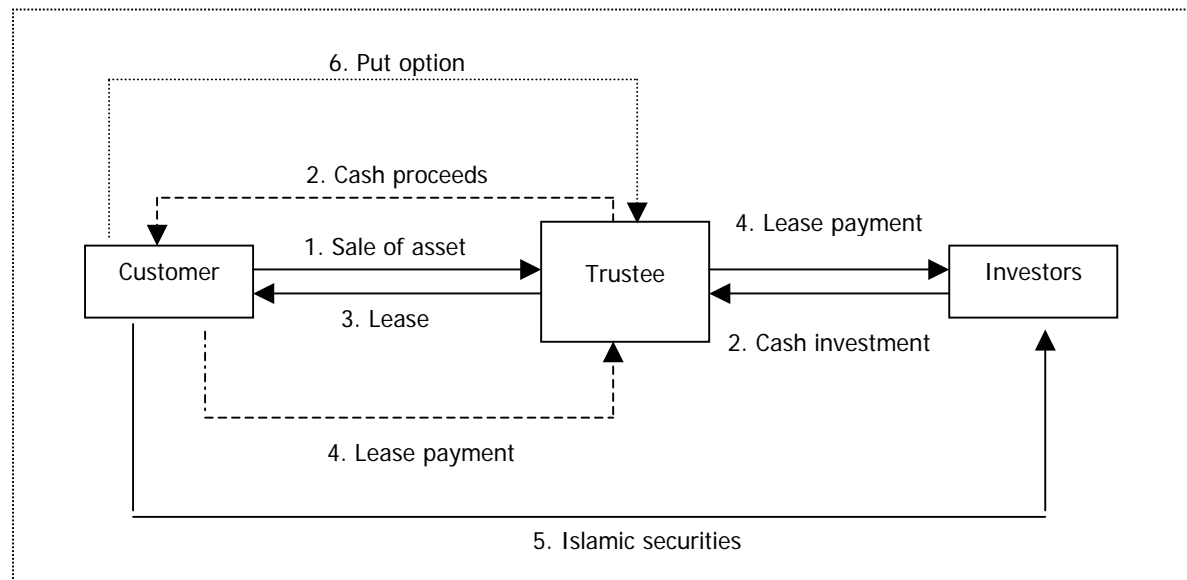 6. Put option
2. Cash proceeds
4. Lease payment
1. Sale of asset
Customer
Trustee
Investors
3. Lease
2. Cash investment
4. Lease payment
5. Islamic securities